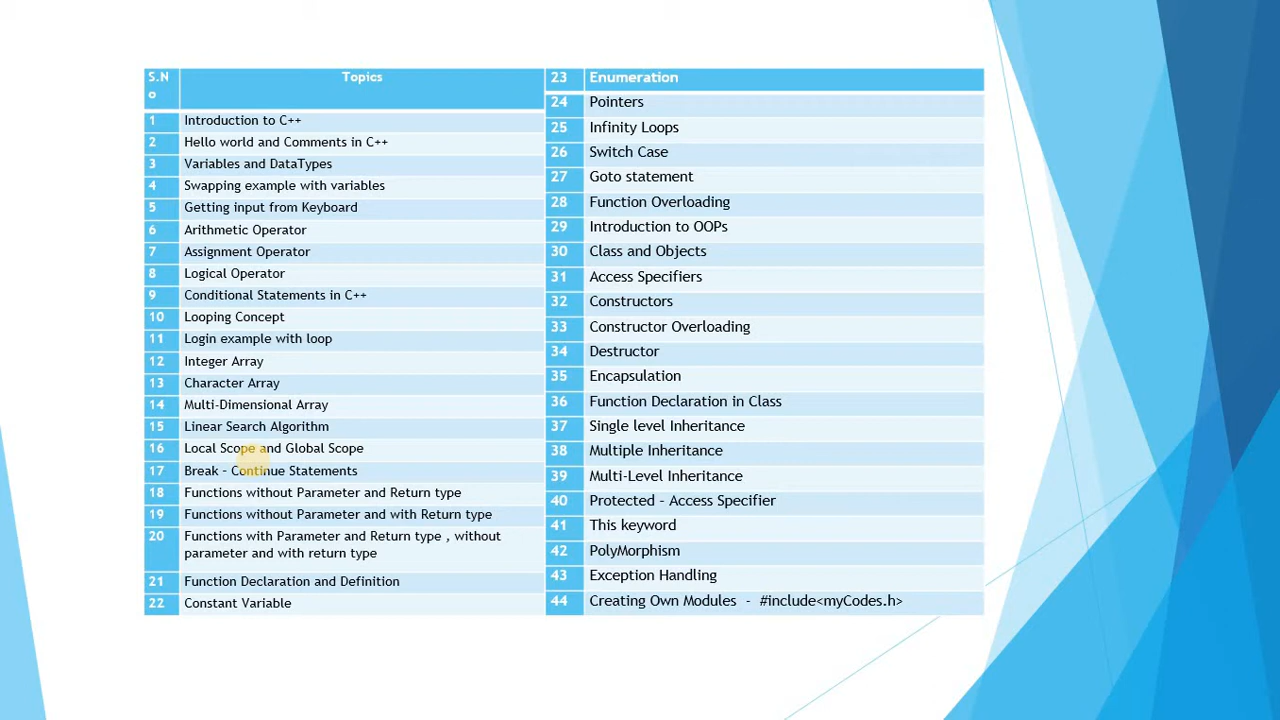 S.N
o
Topics
1 Introduction to C++
2 Hello world and Comments in C++
3 Variables and DataTypes
4 Swapping example with variables
5 Getting input from Keyboard
6 Arithmetic Operator
7 Assignment Operator
8 Logical Operator
9 Conditional Statements in C++
10 Looping Concept
11 Login example with loop
12 Integer Array
13 Character Array
14 Multi-Dimensional Array
15 Linear Search Algorithm
16 Local Scope and Global Scope
17 Break – Continue Statements
18 Functions without Parameter and Return type
19 Functions without Parameter and with Return type
20 Functions with Parameter and Return type , without
parameter and with return type
21 Function Declaration and Definition
22 Constant Variable
23 Enumeration
24 Pointers
25 Infinity Loops
26 Switch Case
27 Goto statement
28 Function Overloading
29 Introduction to OOPs
30 Class and Objects
31 Access Specifiers
32 Constructors
33 Constructor Overloading
34 Destructor
35 Encapsulation
36 Function Declaration in Class
37 Single level Inheritance
38 Multiple Inheritance
39 Multi-Level Inheritance
40 Protected – Access Specifier
41 This keyword
42 PolyMorphism
43 Exception Handling
44 Creating Own Modules - #include<myCodes.h>